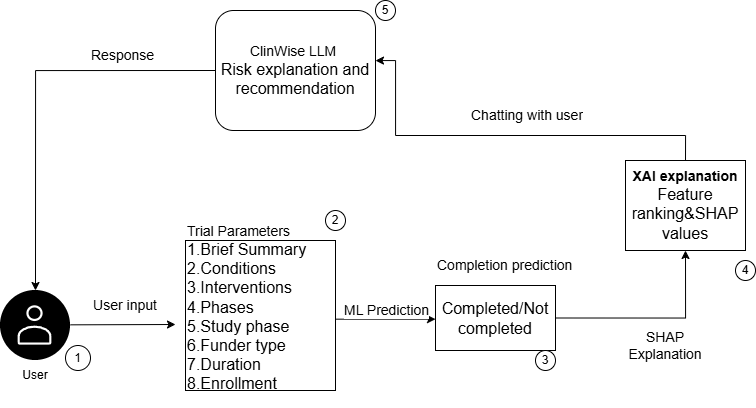 5
Response
ClinWise LLM
Risk explanation and
recommendation
Chatting with user
XAI explanation
Feature
ranking&SHAP
values
4
2
Trial Parameters
1.Brief Summary
2.Conditions
3.Interventions
4.Phases
5.Study phase
6.Funder type
7.Duration
8.Enrollment
User input
User
1
ML Prediction
Completion prediction
Completed/Not
completed
3
SHAP
Explanation